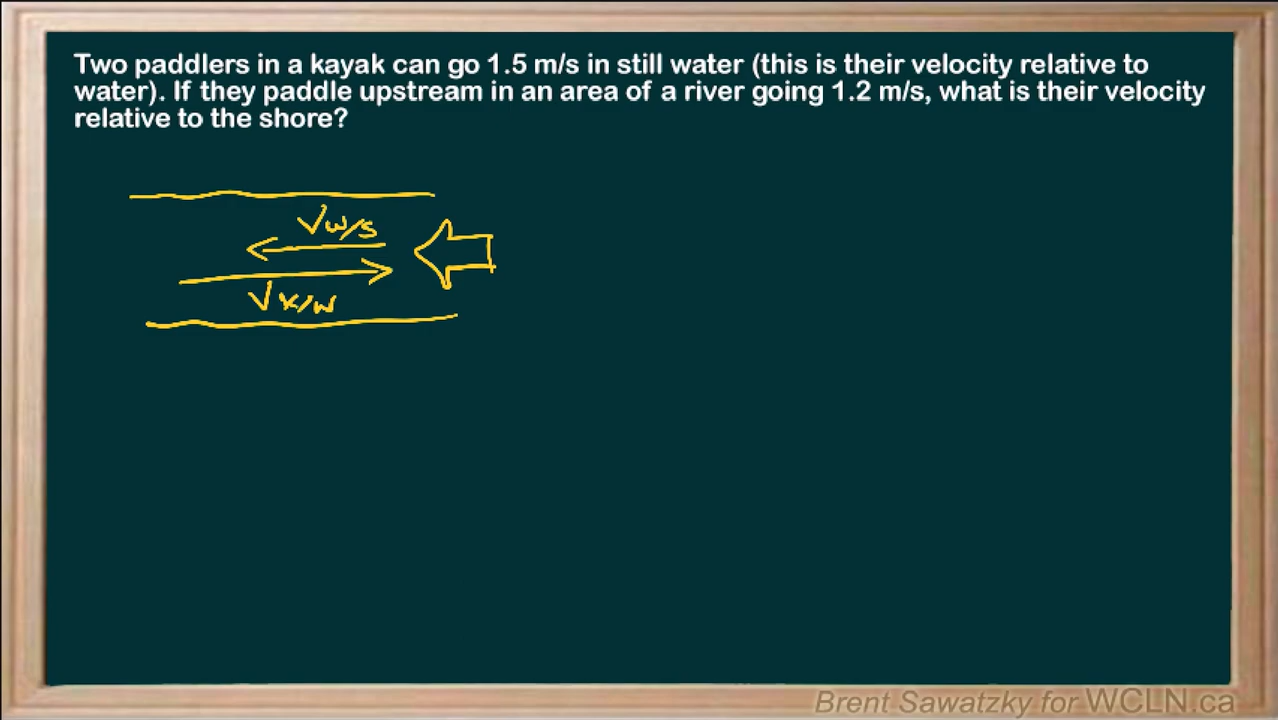 Two paddlers in a kayak can go 1.5 m/s in still water (this is their velocity relative to
water). If they paddle upstream in an area of a river going 1.2 m/s, what is their velocity
relative to the shore?
Vw/s
VK/W
Brent Sawatzky for WCLN.ca